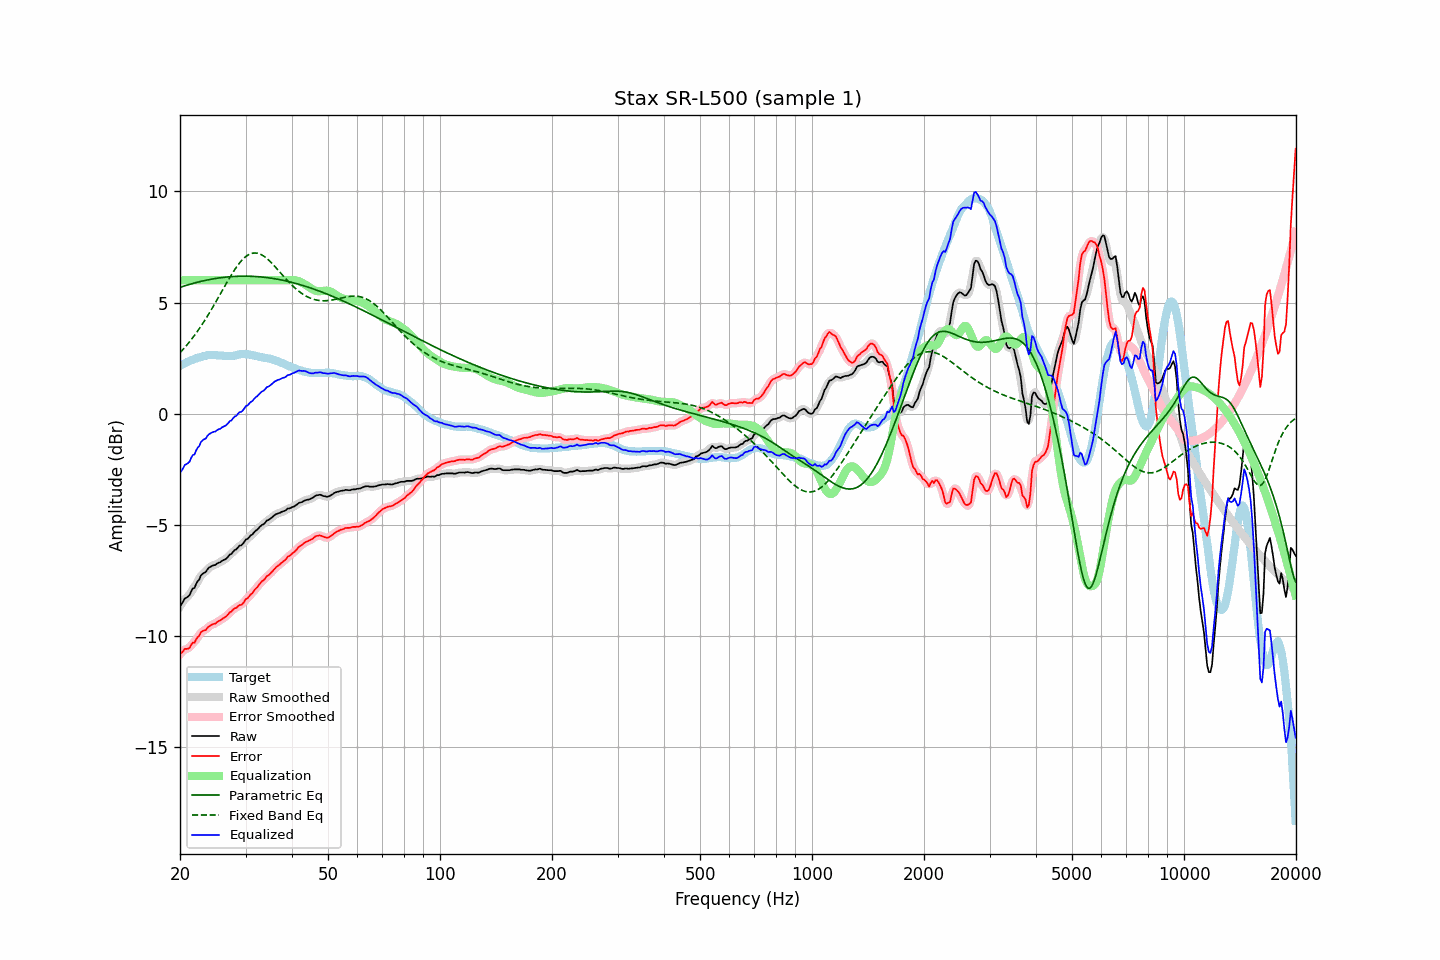 Stax SR-L500 (sample 1)
Amplitude (dBr)
10
5
0
−5
−10
−15
Target
Raw Smoothed
Error Smoothed
Raw
Error
Equalization
Parametric Eq
Fixed Band Eq
Equalized
20 50 100 200 500 1000 2000 5000 10000 20000
Frequency (Hz)